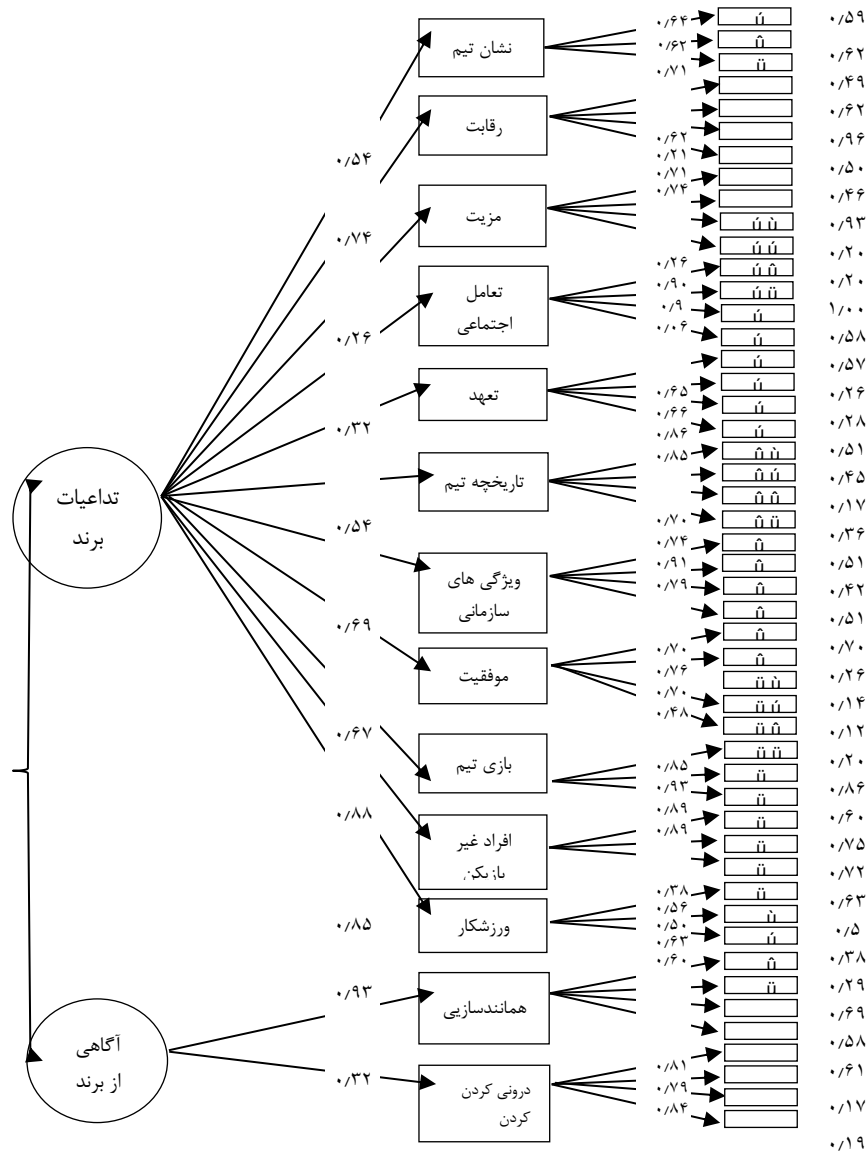 تداعیات
برند
آگاهی
از برند
۰/۵۴
۰/۷۴
۰/۲۶
۰/۳۲
۰/۵۴
۰/۶۹
۰/۶۷
۰/۸۸
۰/۸۵
۰/۹۳
۰/۳۲
نشان تیم
رقابت
مزیت
تعامل
اجتماعی
تعهد
تاریخچه تیم
ویژگی های
سازمانی
موفقیت
بازی تیم
افراد غیر
بازیکن
ورزشکار
همانندسازیی
درونی کردن
کردن
۰/۶۴
۰/۶۲
۰/۷۱
۰/۶۲
۰/۲۱
۰/۷۱
۰/۷۴
۰/۲۶
۰/۹۰
۰/۹
۰/۰۶
۰/۶۵
۰/۶۶
۰/۸۶
۰/۸۵
۰/۷۰
۰/۷۴
۰/۹۱
۰/۷۹
۰/۷۰
۰/۷۶
۰/۷۰
۰/۴۸
۰/۸۵
۰/۹۳
۰/۸۹
۰/۸۹
۰/۳۸
۰/۵۶
۰/۵۰
۰/۶۳
۰/۶۰
۰/۸۱
۰/۷۹
۰/۸۴
ú
û
ü
ú ù
ú ú
ú û
ú ü
ú
ú
ú
ú
ú
ú
û ù
û ú
û û
û ü
û
û
û
û
û
û
ü ù
ü ú
ü û
ü ü
ü
ü
ü
ü
ü
ü
ù
ú
û
ü
۰/۵۹
۰/۶۲
۰/۴۹
۰/۶۲
۰/۹۶
۰/۵۰
۰/۴۶
۰/۹۳
۰/۲۰
۰/۲۰
۱/۰۰
۰/۵۸
۰/۵۷
۰/۲۶
۰/۲۸
۰/۵۱
۰/۴۵
۰/۱۷
۰/۳۶
۰/۵۱
۰/۴۲
۰/۵۱
۰/۷۰
۰/۲۶
۰/۱۴
۰/۱۲
۰/۲۰
۰/۸۶
۰/۶۰
۰/۷۵
۰/۷۲
۰/۶۳
۰/۵
۰/۳۸
۰/۲۹
۰/۶۹
۰/۵۸
۰/۶۱
۰/۱۷
۰/۱۹